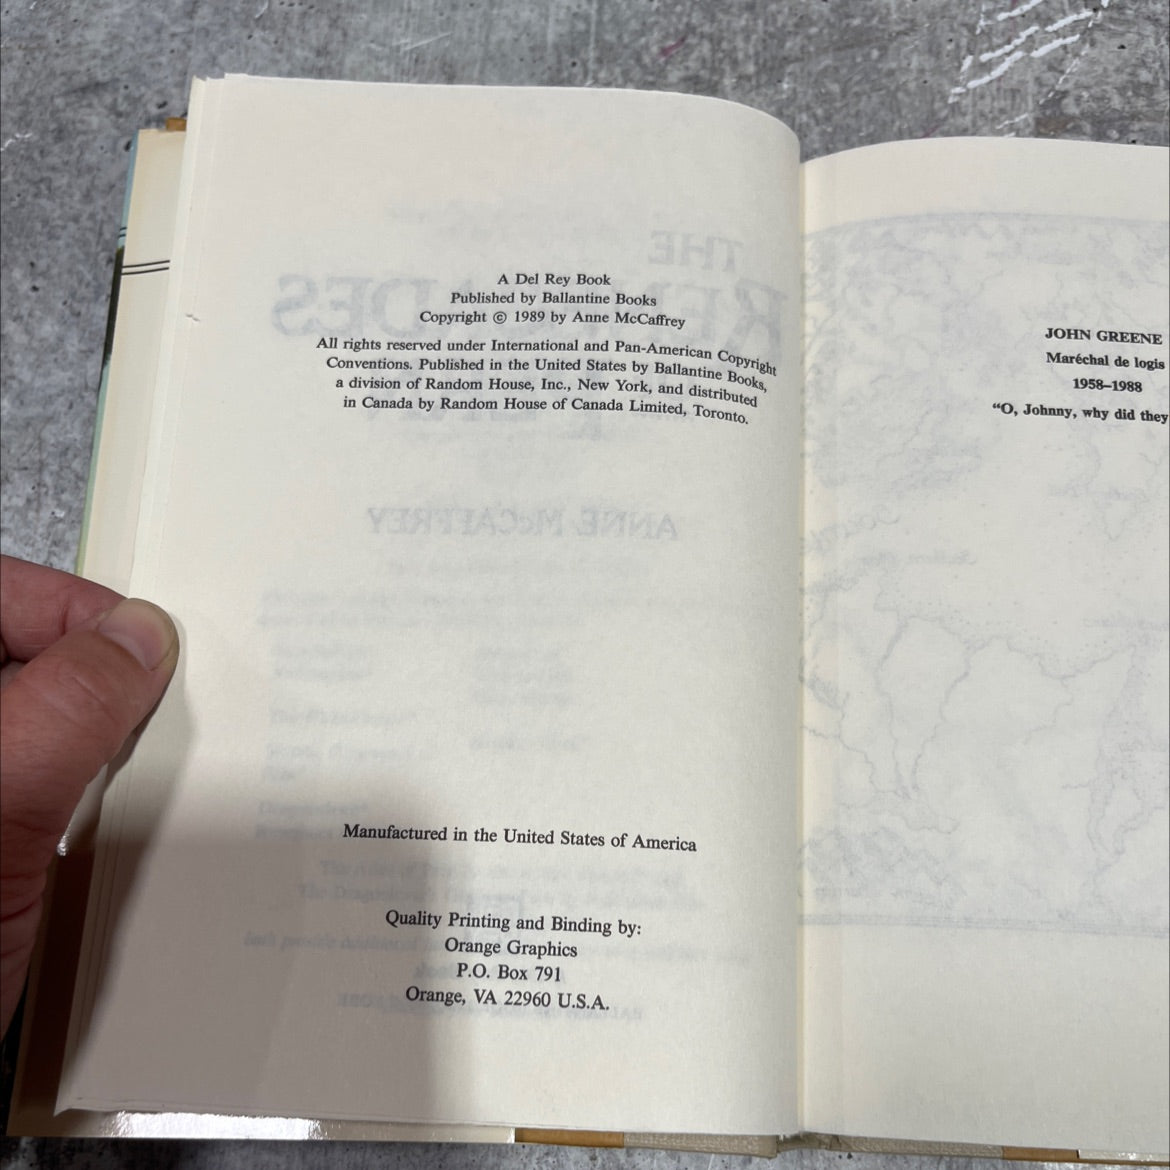 A Del Rey Book
Published by Ballantine Books
Copyright © 1989 by Anne McCaffrey
All rights reserved under International and Pan-American Copyright
Conventions. Published in the United States by Ballantine Books,
a division of Random House, Inc., New York, and distributed
in Canada by Random House of Canada Limited, Toronto.
THE
RENEGADES
ANNE McCAFFREY
Manufactured in the United States of America
Quality Printing and Binding by:
Orange Graphics
P.O. Box 791
Orange, VA 22960 U.S.A.
JOHN GREENE
Maréchal de logis
1958–1988
“O, Johnny, why did they